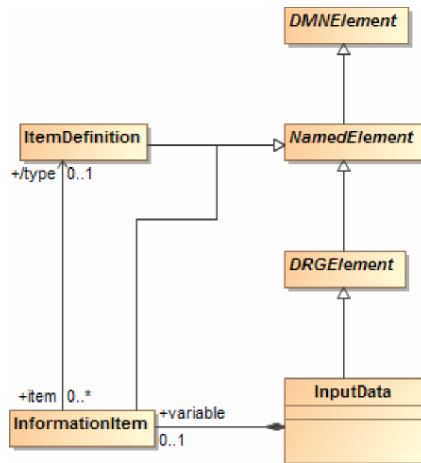 DMNElement
ItemDefinition
NamedElement
+/type 0..1
DRGElement
+item 0..*
InputData
InformationItem
+variable
0..1